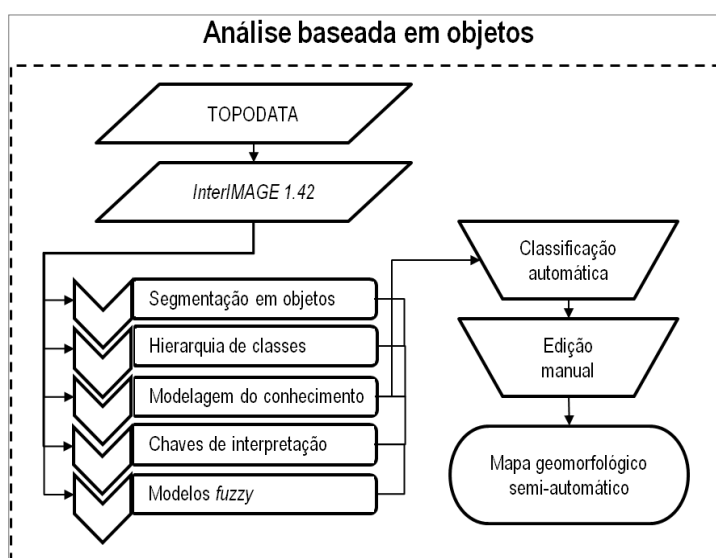 Análise baseada em objetos
TOPODATA
InterIMAGE 1.42
Segmentação em objetos
Hierarquia de classes
Modelagem do conhecimento
Chaves de interpretação
Modelos fuzzy
Classificação
automática
Edição
manual
Mapa geomorfológico
semi-automático